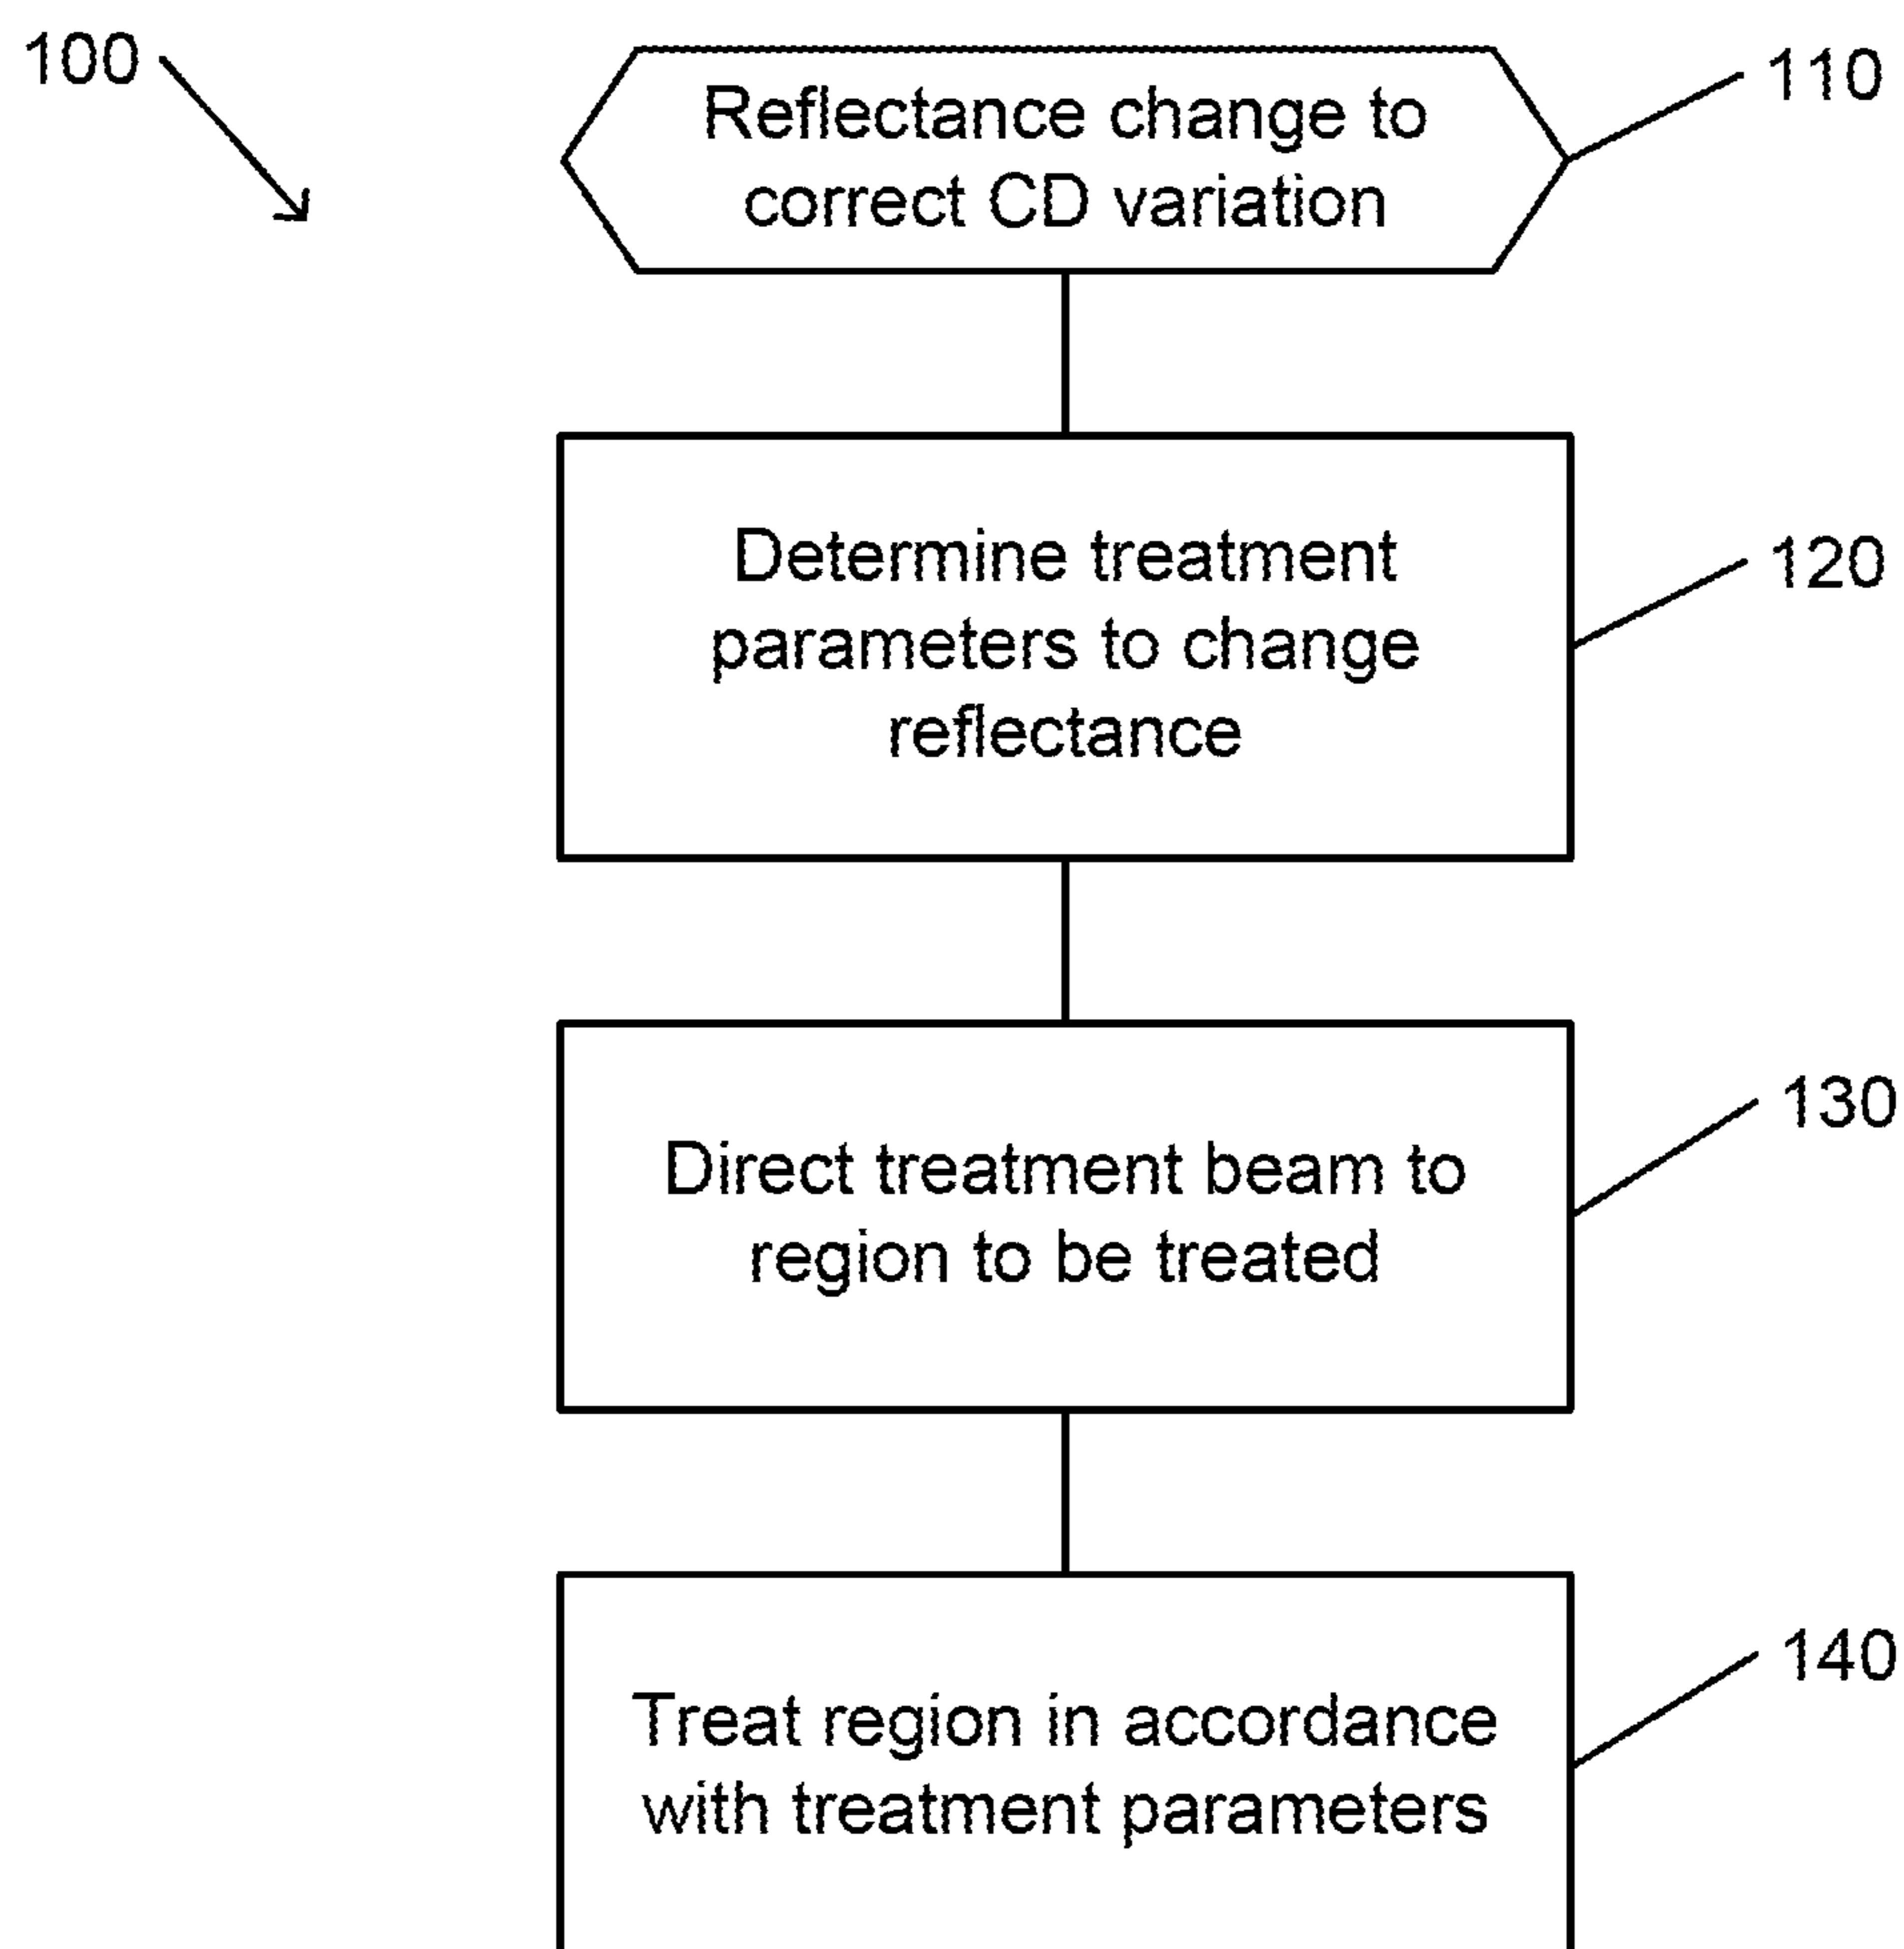 100
Reflectance change to
correct CD variation
110
Determine treatment
parameters to change
reflectance
120
Direct treatment beam to
region to be treated
130
Treat region in accordance
with treatment parameters
140